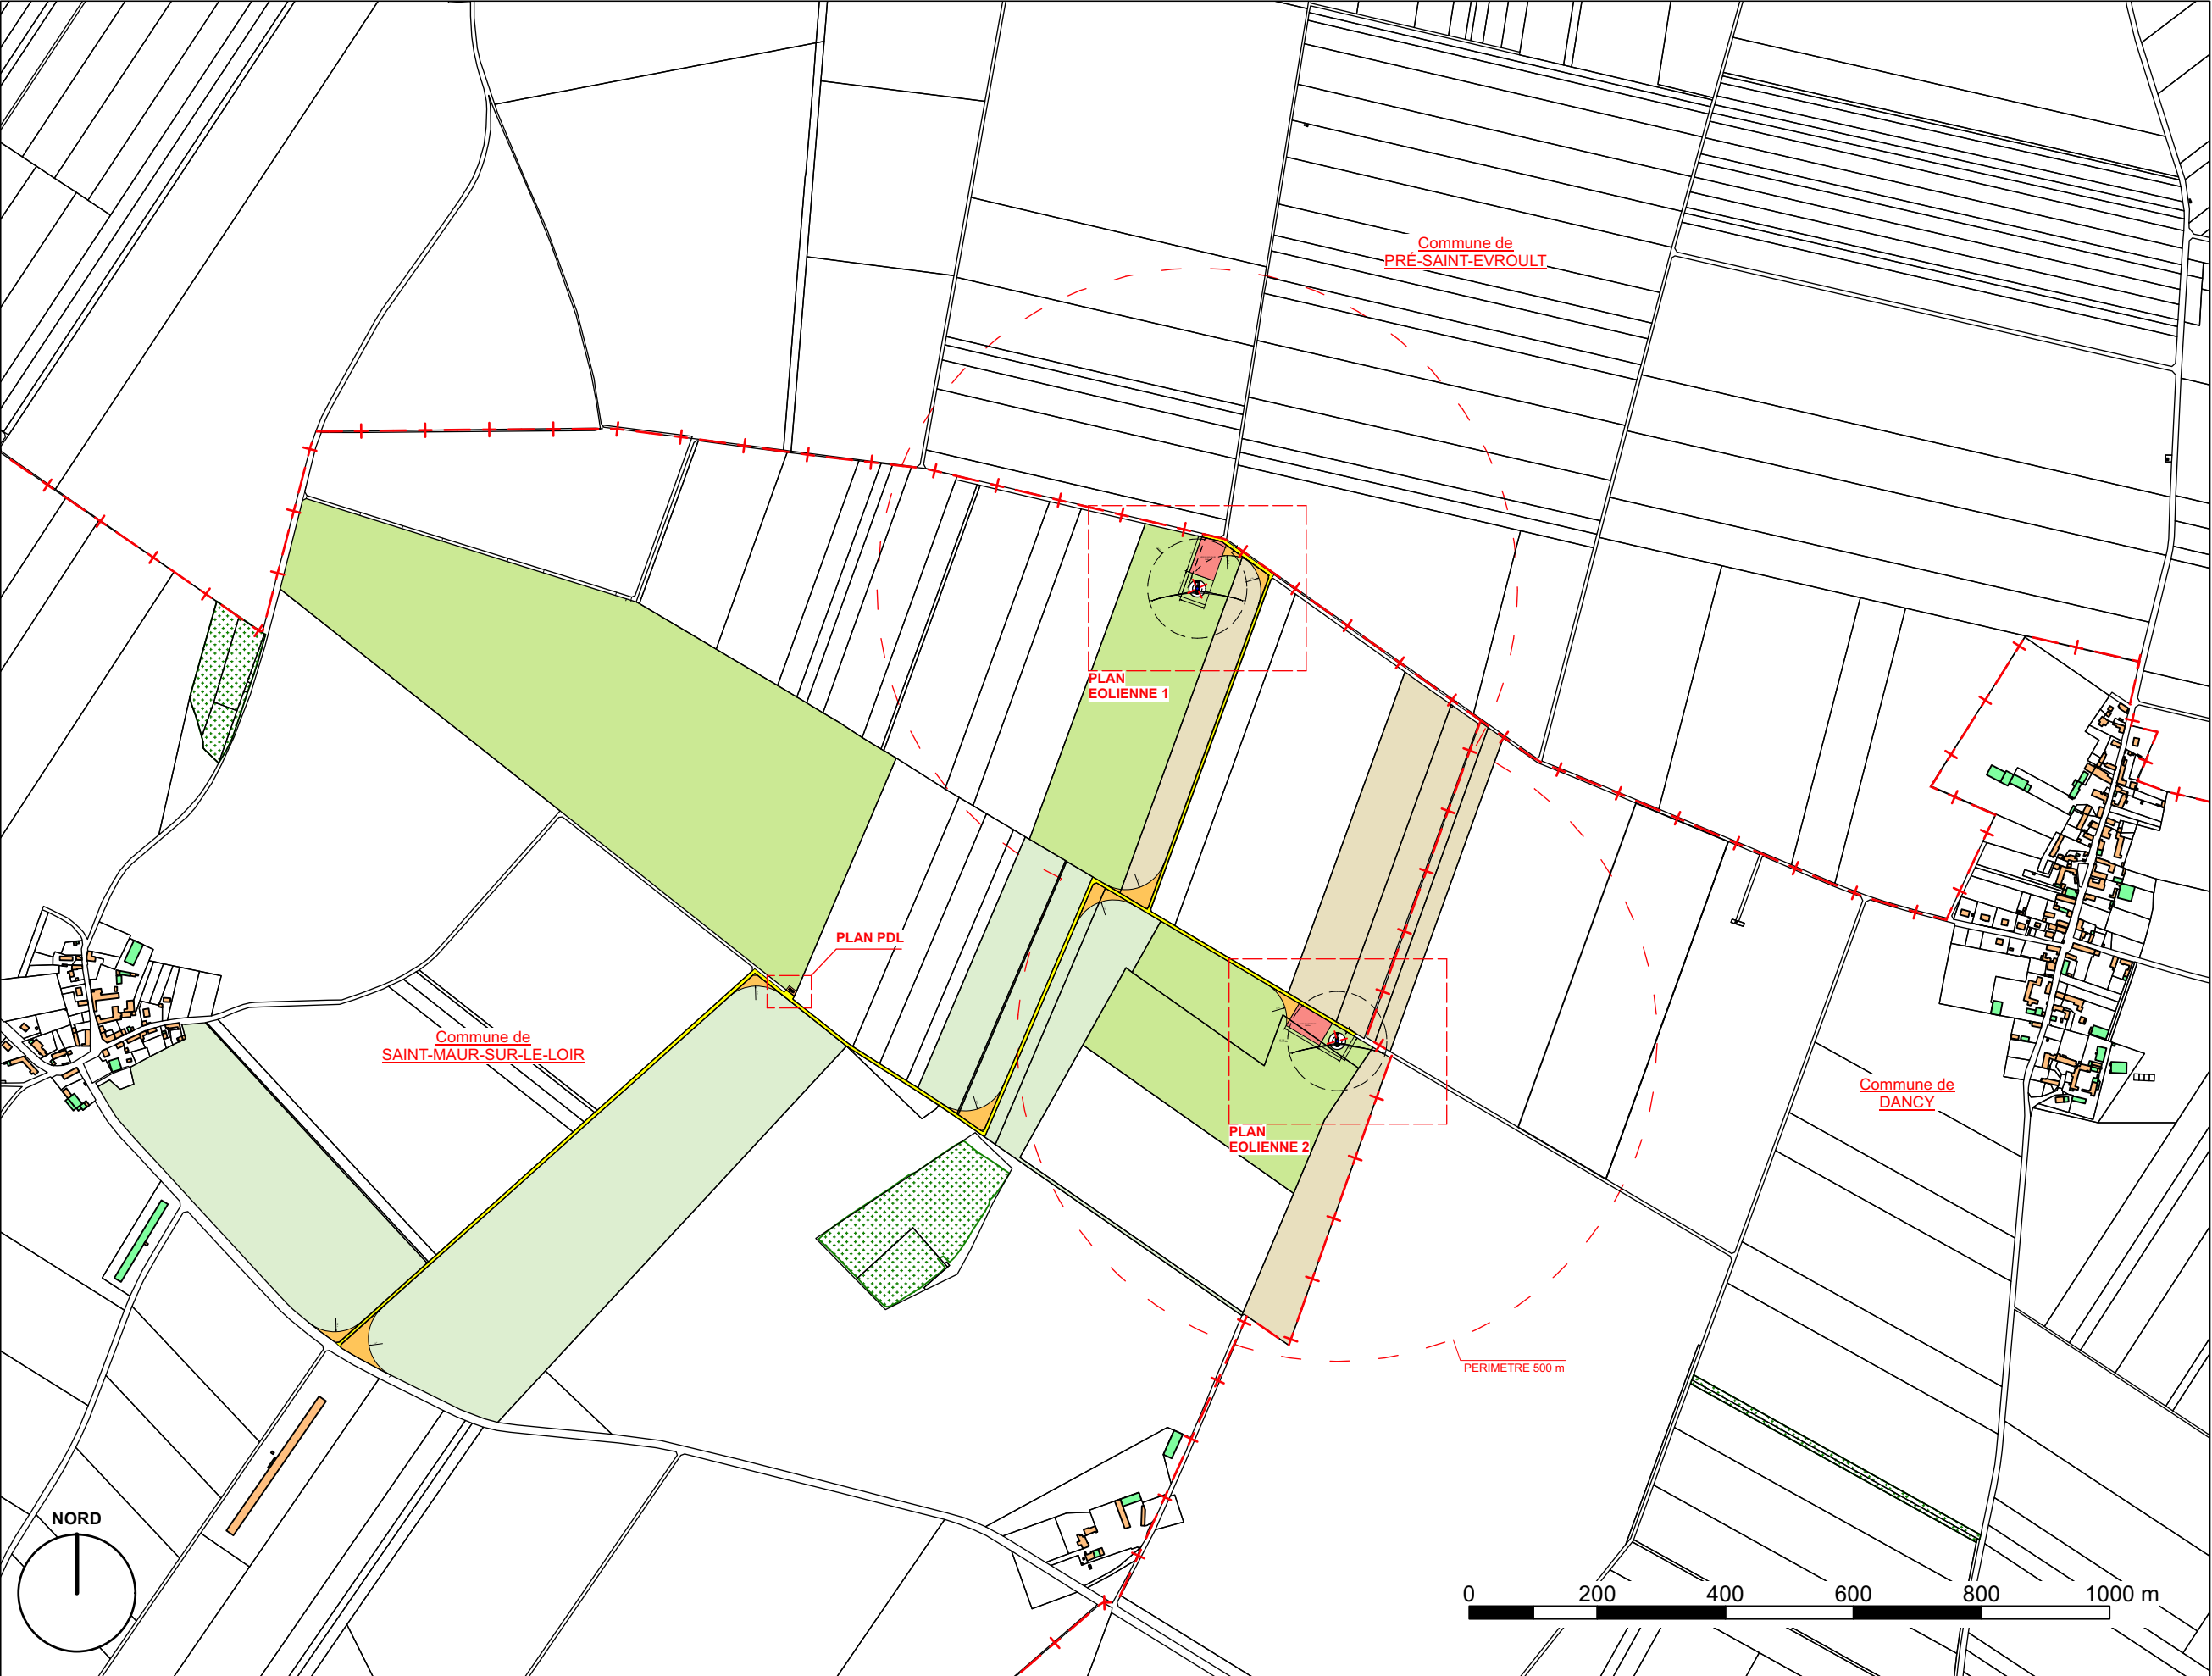 Commune de
PRÉ-SAINT-EVROULT
PLAN
EOLIENNE 1
PLAN PDL
Commune de
SAINT-MAUR-SUR-LE-LOIR
Commune de
DANCY
PLAN
EOLIENNE 2
PERIMETRE 500 m
NORD
0 200 400 600 800 1000 m